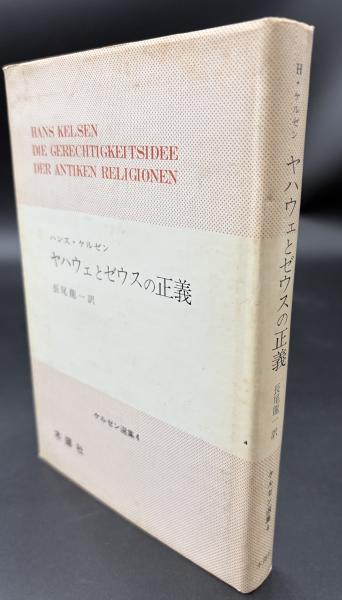 HANS KELSEN
DIE GERECHTIGKEITSIDEE
DER ANTIKEN RELIGIONEN
ハンス・ケルゼン
ヤハウェとゼウスの正義
長尾龍一訳
ケルゼン選集4
木鐸社
H・ケルゼン
ヤハウェとゼウスの正義
長尾龍一訳
ケルゼン選集4